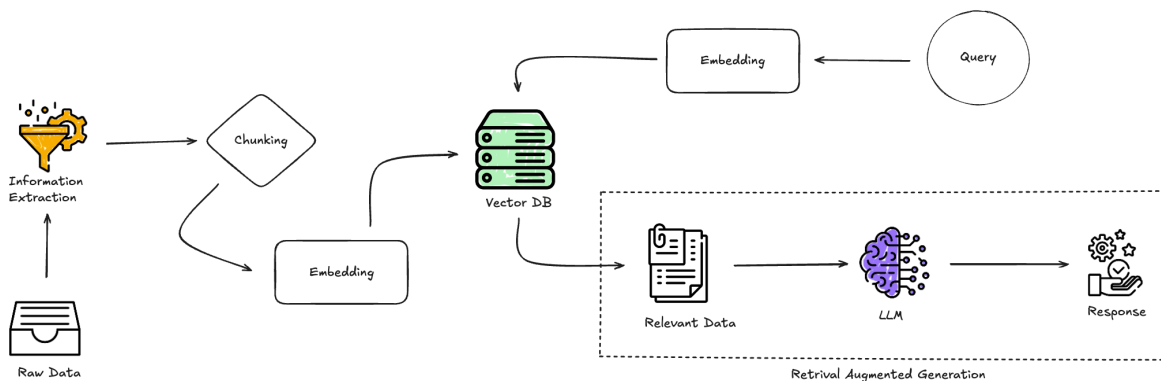 Query
Embedding
Chunking
Information
Extraction
Vector DB
Embedding
Relevant Data
LLM
Response
Raw Data
Retrival Augmented Generation